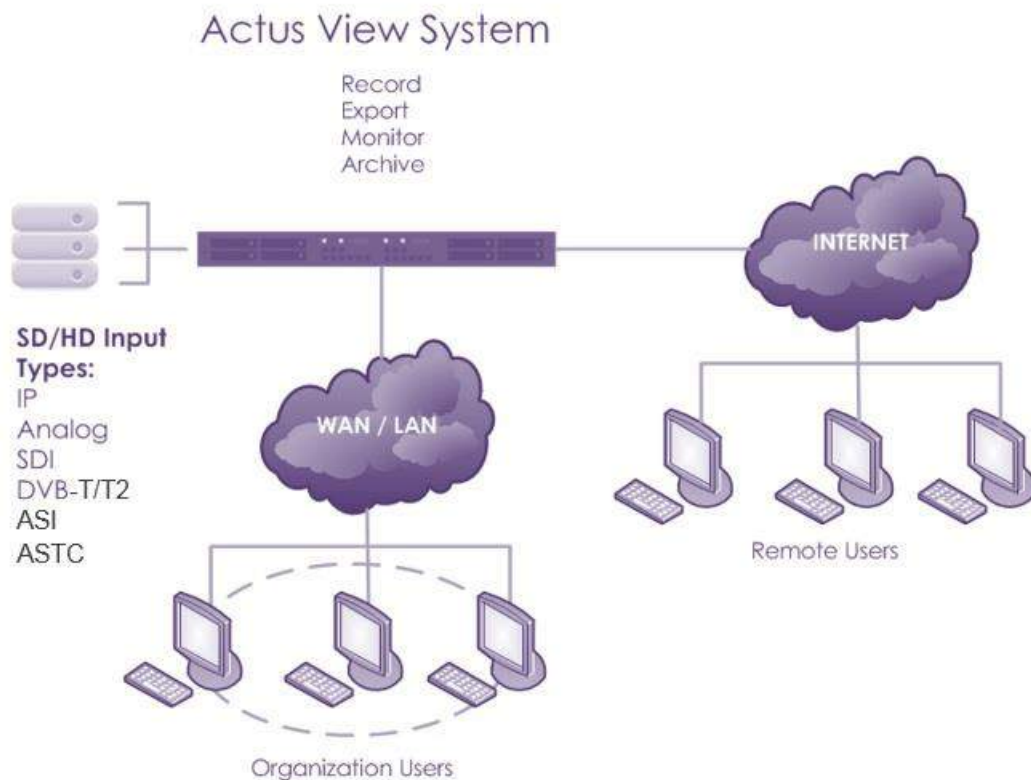 Actus View System
Record
Export
Monitor
Archive
INTERNET
SD/HD Input
Types:
IP
Analog
SDI
DVB-T/T2
ASI
ASTC
WAN / LAN
Remote Users
Organization Users